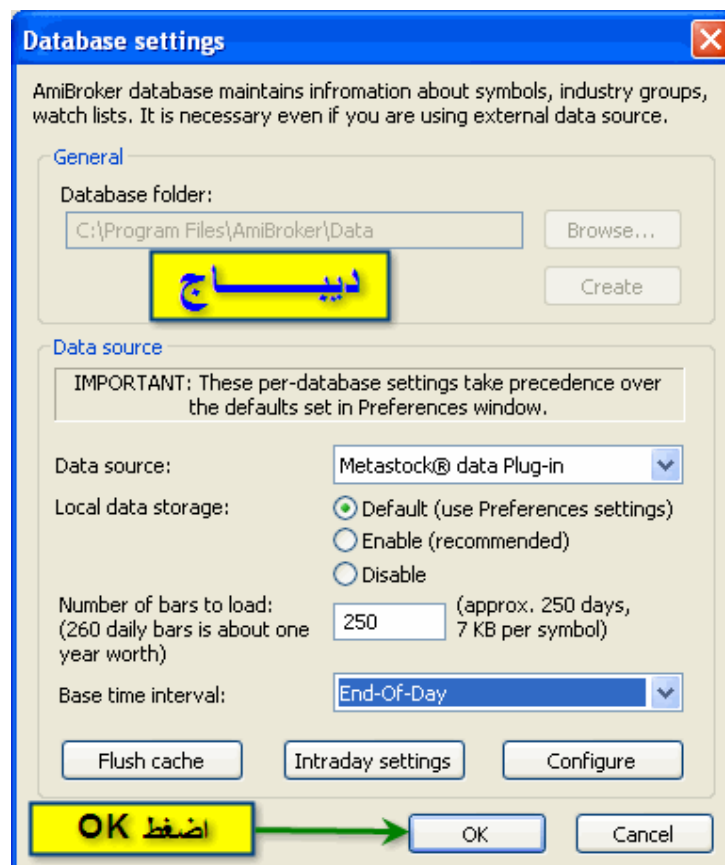 Database settings
AmiBroker database maintains infromation about symbols, industry groups,
watch lists. It is necessary even if you are using external data source.
General
Database folder:
C:\Program Files\AmiBroker\Data
Browse...
ديبــــــاج
Create
Data source
IMPORTANT: These per-database settings take precedence over
the defaults set in Preferences window.
Data source:
Metastock® data Plug-in
Local data storage:
Default (use Preferences settings)
Enable (recommended)
Disable
Number of bars to load:
(260 daily bars is about one
year worth)
250
(approx. 250 days,
7 KB per symbol)
Base time interval:
End-Of-Day
Flush cache
Intraday settings
Configure
اضغط OK
OK
Cancel